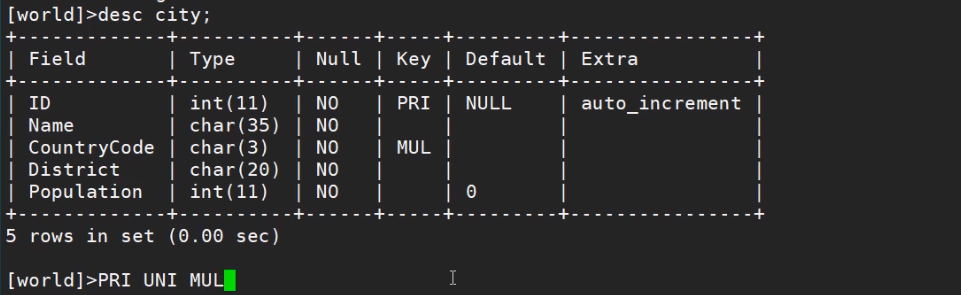 [world]>desc city;
+-------------+----------+------+-----+---------+----------------+
| Field       | Type     | Null | Key | Default | Extra          |
+-------------+----------+------+-----+---------+----------------+
| ID          | int(11)  | NO   | PRI | NULL    | auto_increment |
| Name        | char(35) | NO   |     |         |                |
| CountryCode | char(3)  | NO   | MUL |         |                |
| District    | char(20) | NO   |     |         |                |
| Population  | int(11)  | NO   |     | 0       |                |
+-------------+----------+------+-----+---------+----------------+
5 rows in set (0.00 sec)
[world]>PRI UNI MUL